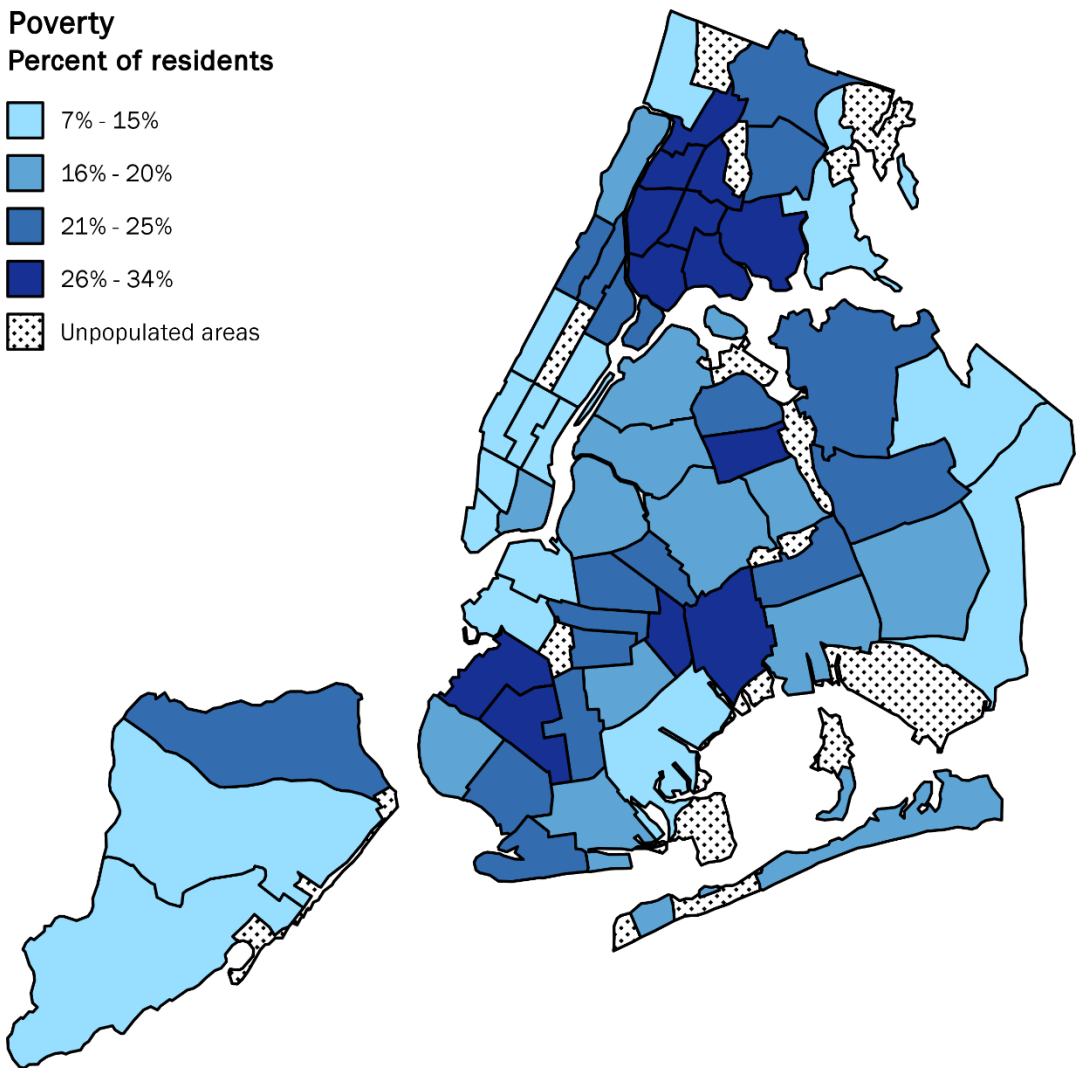 Poverty
Percent of residents
7% - 15%
16% - 20%
21% - 25%
26% - 34%
Unpopulated areas